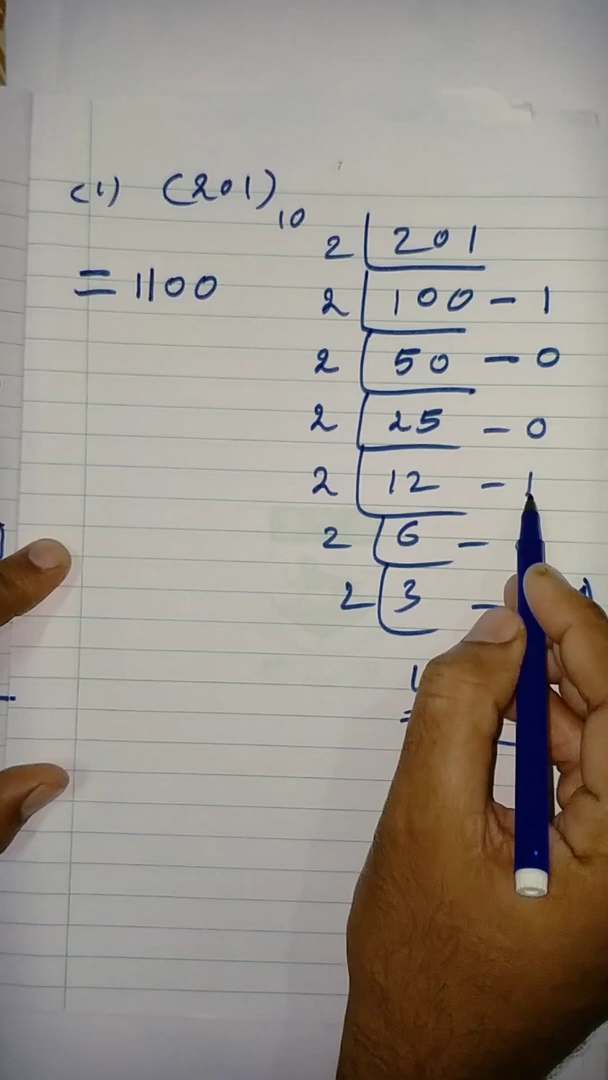 (1) (201)10
= 1100
2 201
2 100 - 1
2 50 - 0
2 25 - 0
2 12 - 1
2 6 -
2 3 -